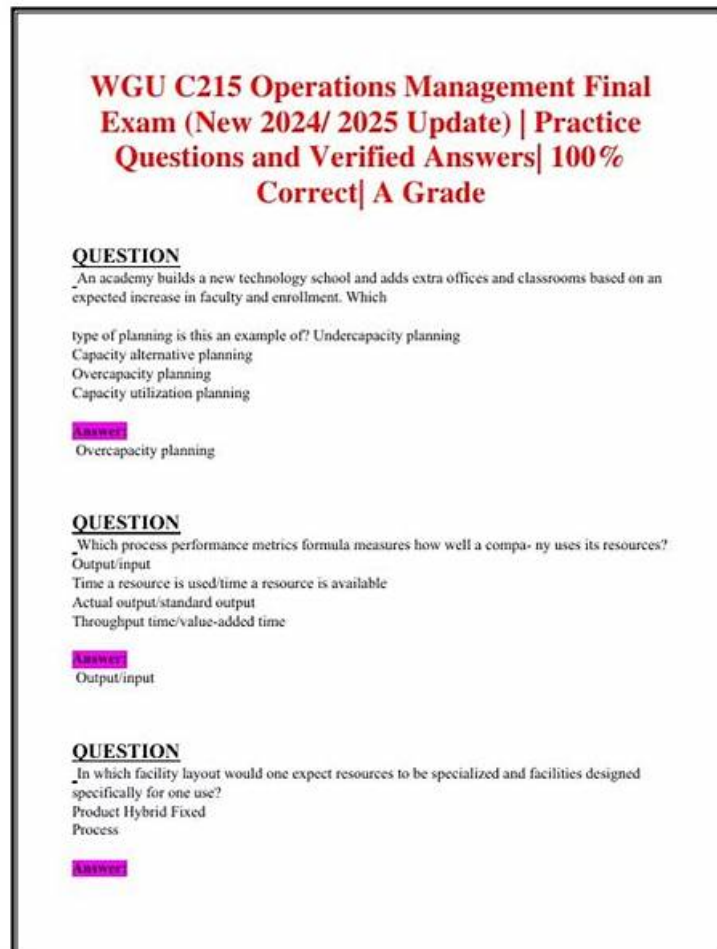 WGU C215 Operations Management Final
Exam (New 2024/ 2025 Update) | Practice
Questions and Verified Answers| 100%
Correct| A Grade
QUESTION
An academy builds a new technology school and adds extra offices and classrooms based on an
expected increase in faculty and enrollment. Which
type of planning is this an example of? Undercapacity planning
Capacity alternative planning
Overcapacity planning
Capacity utilization planning
Answer:
Overcapacity planning
QUESTION
Which process performance metrics formula measures how well a compa- ny uses its resources?
Output/input
Time a resource is used/time a resource is available
Actual output/standard output
Throughput time/value-added time
Answer:
Output/input
QUESTION
In which facility layout would one expect resources to be specialized and facilities designed
specifically for one use?
Product Hybrid Fixed
Process
Answer: